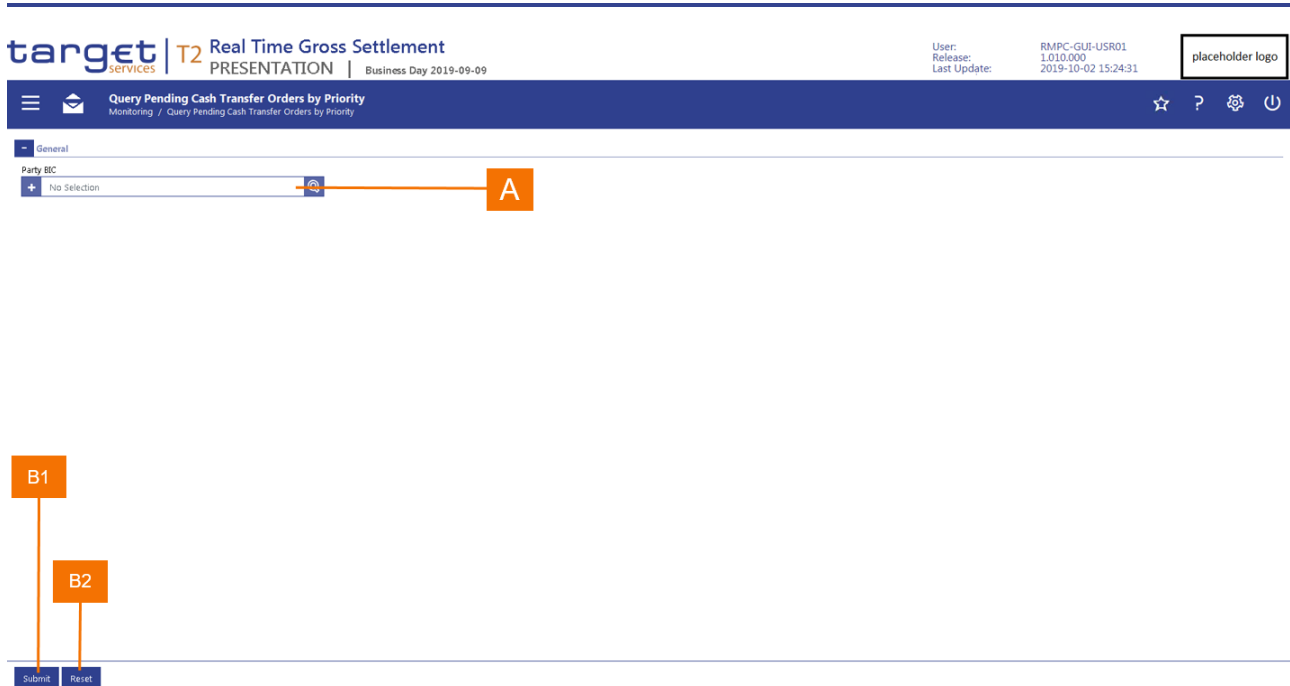 target services | T2 Real Time Gross Settlement
PRESENTATION | Business Day 2019-09-09
User: RMPC-GUI-USR01
Release: 1.010.000
Last Update: 2019-10-02 15:24:31
placeholder logo
Query Pending Cash Transfer Orders by Priority
Monitoring / Query Pending Cash Transfer Orders by Priority
- General
Party BIC
+ No Selection
A
B1
B2
Submit Reset